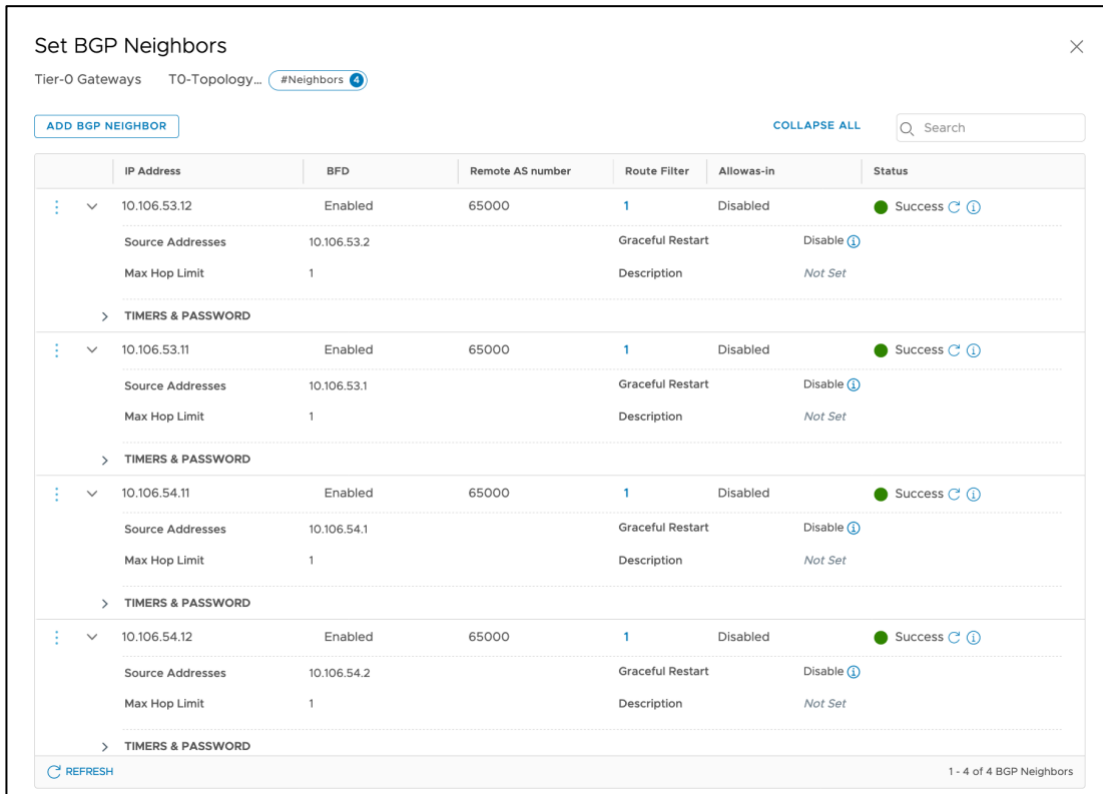 Set BGP Neighbors
Tier-0 Gateways T0-Topology... #Neighbors 4
ADD BGP NEIGHBOR COLLAPSE ALL Search
IP Address BFD Remote AS number Route Filter Allowas-in Status
10.106.53.12 Enabled 65000 1 Disabled Success
Source Addresses 10.106.53.2 Graceful Restart Disable
Max Hop Limit 1 Description Not Set
TIMERS & PASSWORD
10.106.53.11 Enabled 65000 1 Disabled Success
Source Addresses 10.106.53.1 Graceful Restart Disable
Max Hop Limit 1 Description Not Set
TIMERS & PASSWORD
10.106.54.11 Enabled 65000 1 Disabled Success
Source Addresses 10.106.54.1 Graceful Restart Disable
Max Hop Limit 1 Description Not Set
TIMERS & PASSWORD
10.106.54.12 Enabled 65000 1 Disabled Success
Source Addresses 10.106.54.2 Graceful Restart Disable
Max Hop Limit 1 Description Not Set
TIMERS & PASSWORD
REFRESH 1 - 4 of 4 BGP Neighbors